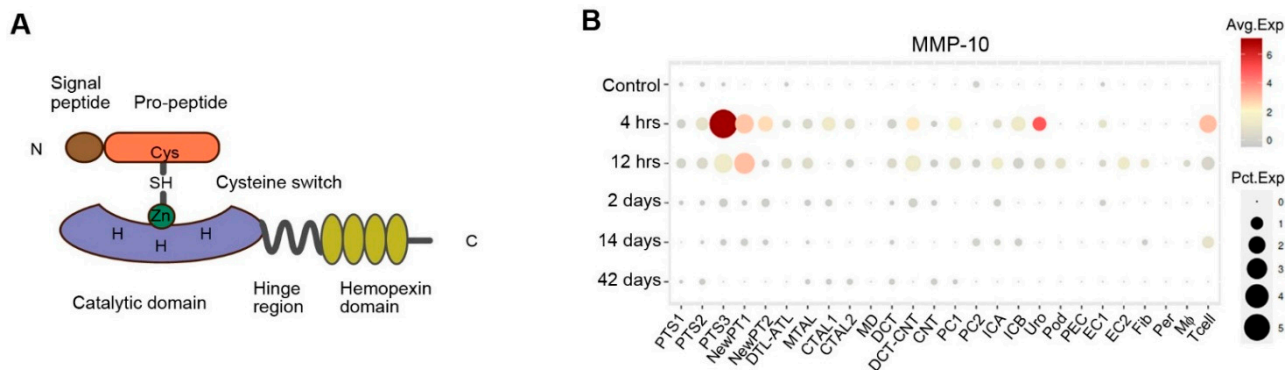 A
Signal
peptide
Pro-peptide
N
Cys
SH
Cysteine switch
Zn
H
H
H
C
Catalytic domain
Hinge
region
Hemopexin
domain
B
MMP-10
Control
4 hrs
12 hrs
2 days
14 days
42 days
PTS1
PTS2
PTS3
NewPT1
NewPT2
DTL-ATL
MTAL
CTAL1
CTAL2
MD
DCT
DCT-CNT
CNT
PC1
PC2
ICA
ICB
Uro
Pod
PEC
EC1
EC2
Fib
Per
Mϕ
Tcell
Avg.Exp
6
4
2
0
Pct.Exp
0
1
2
3
4
5